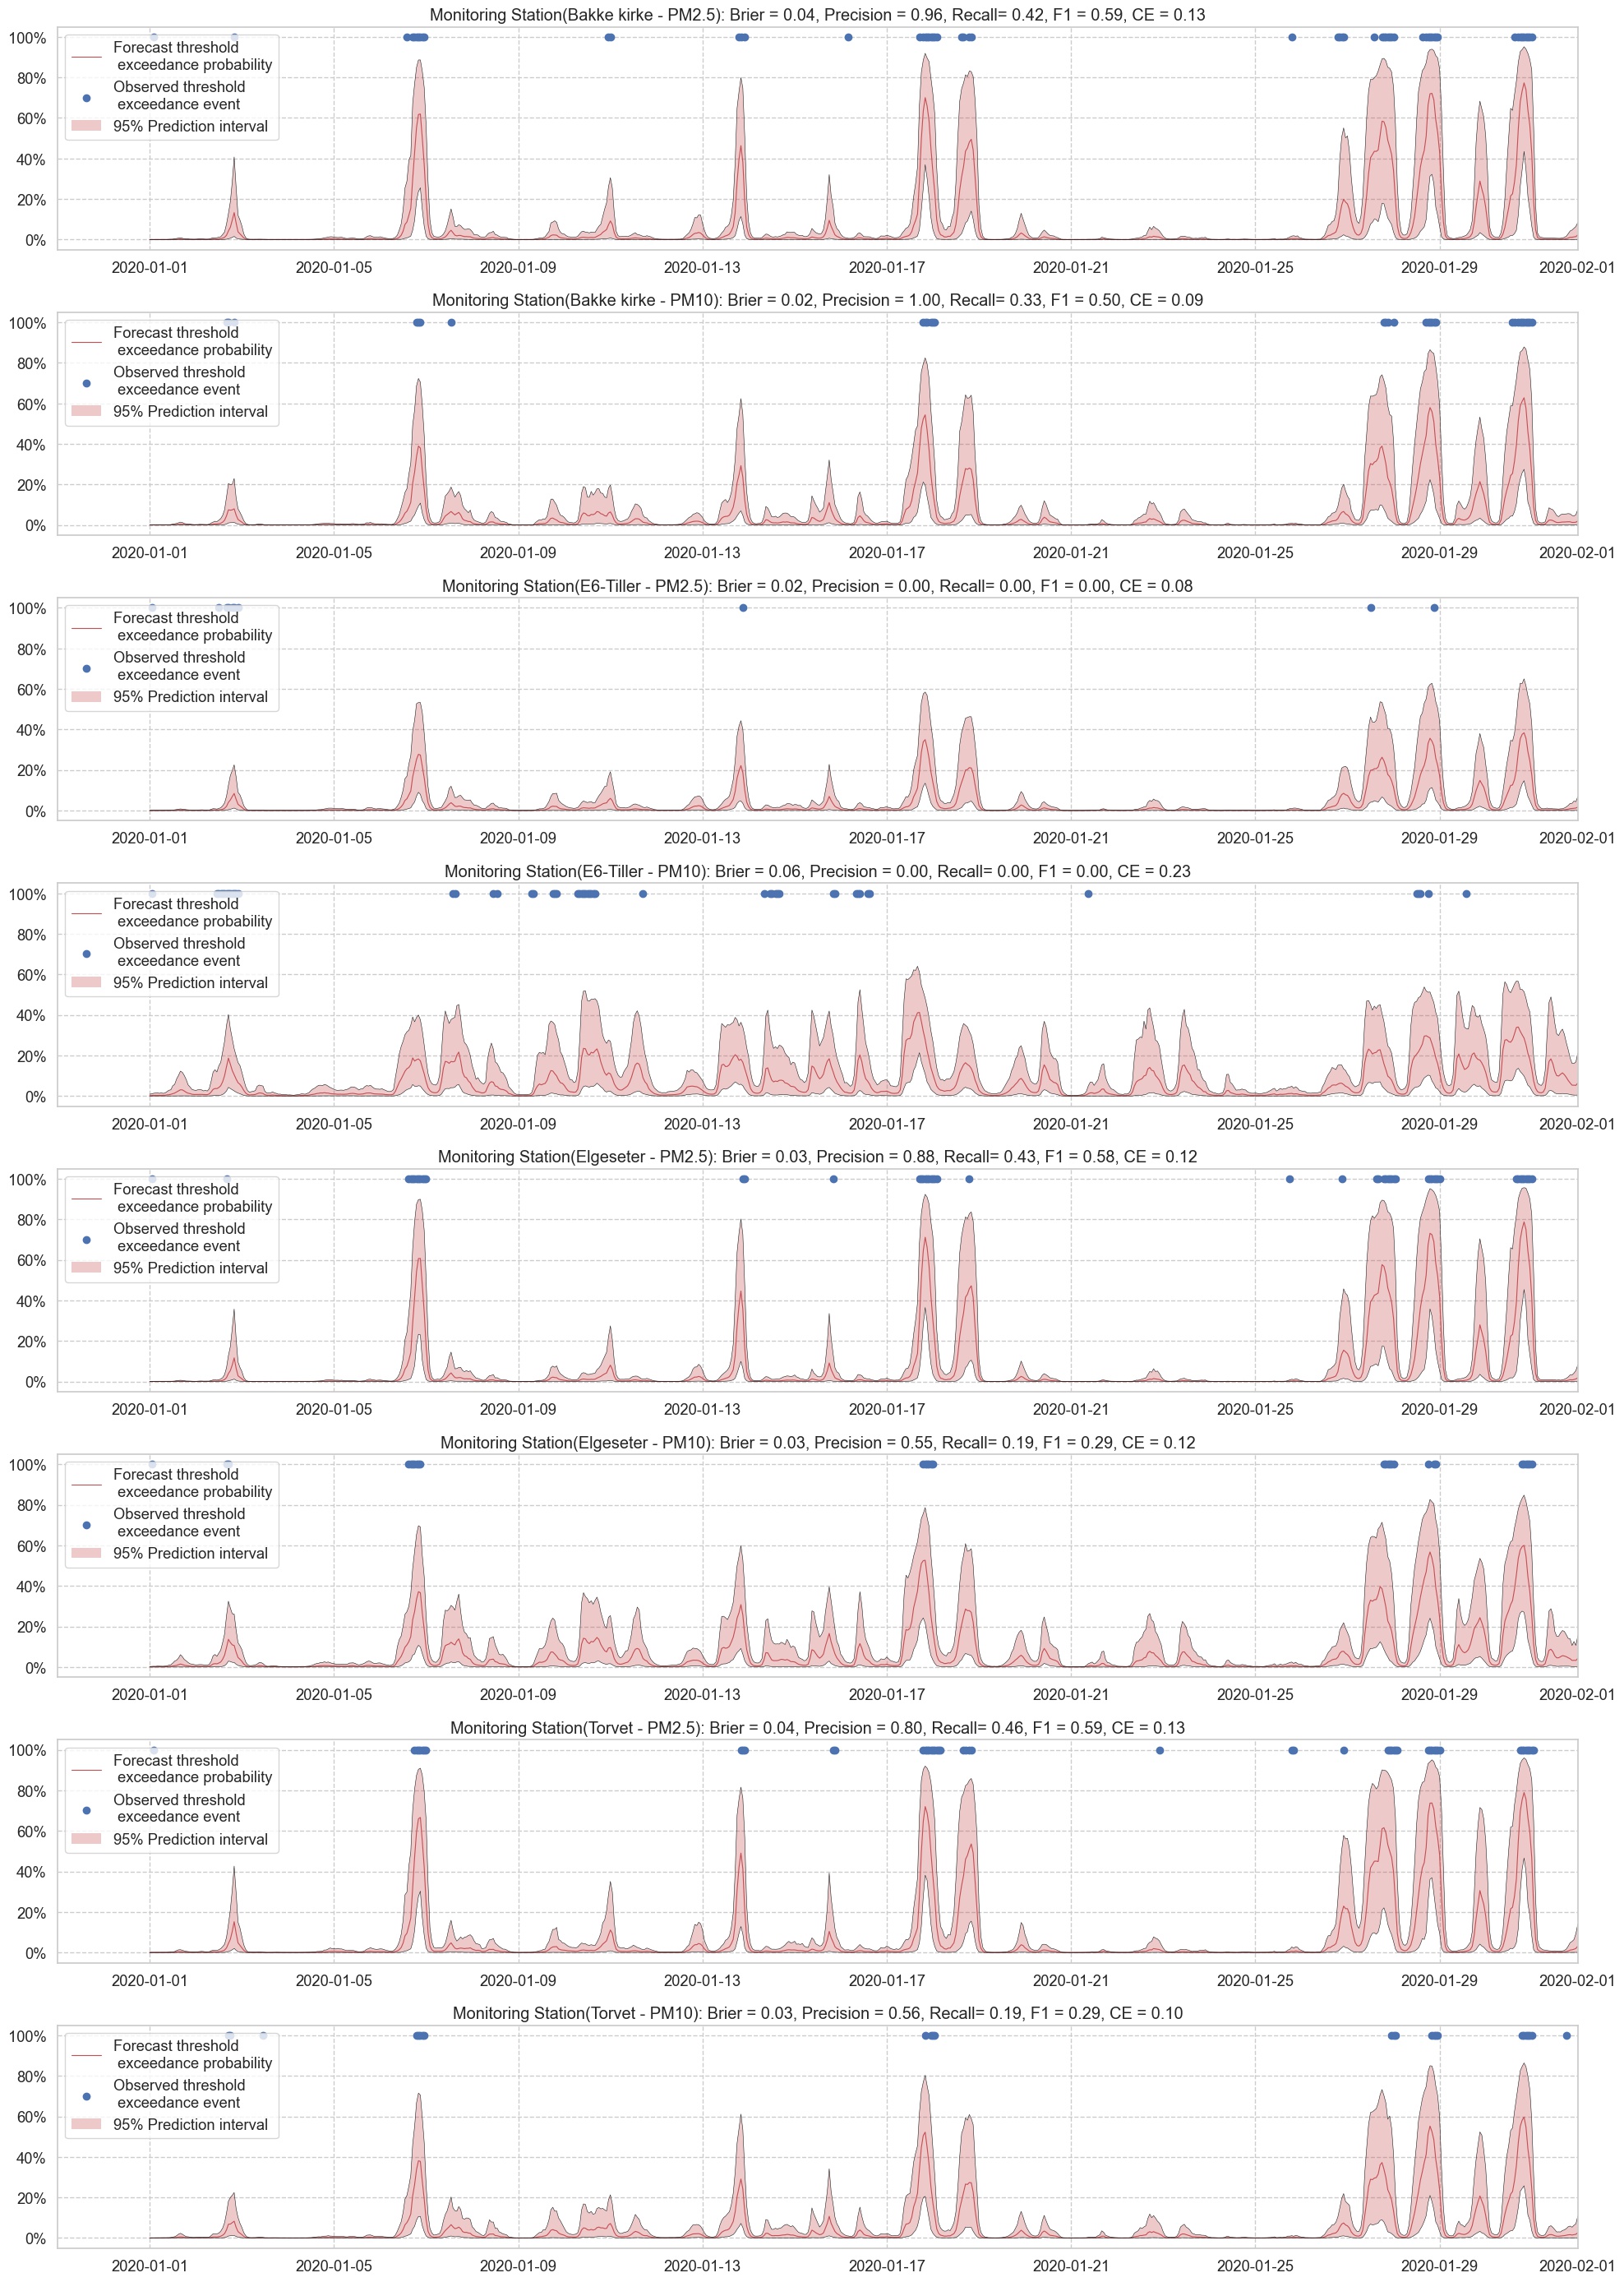 Monitoring Station(Bakke kirke - PM2.5): Brier = 0.04, Precision = 0.96, Recall= 0.42, F1 = 0.59, CE = 0.13
100%
80%
60%
40%
20%
0%
Forecast threshold
exceedance probability
Observed threshold
exceedance event
95% Prediction interval
2020-01-01 2020-01-05 2020-01-09 2020-01-13 2020-01-17 2020-01-21 2020-01-25 2020-01-29 2020-02-01
Monitoring Station(Bakke kirke - PM10): Brier = 0.02, Precision = 1.00, Recall= 0.33, F1 = 0.50, CE = 0.09
100%
80%
60%
40%
20%
0%
Forecast threshold
exceedance probability
Observed threshold
exceedance event
95% Prediction interval
2020-01-01 2020-01-05 2020-01-09 2020-01-13 2020-01-17 2020-01-21 2020-01-25 2020-01-29 2020-02-01
Monitoring Station(E6-Tiller - PM2.5): Brier = 0.02, Precision = 0.00, Recall= 0.00, F1 = 0.00, CE = 0.08
100%
80%
60%
40%
20%
0%
Forecast threshold
exceedance probability
Observed threshold
exceedance event
95% Prediction interval
2020-01-01 2020-01-05 2020-01-09 2020-01-13 2020-01-17 2020-01-21 2020-01-25 2020-01-29 2020-02-01
Monitoring Station(E6-Tiller - PM10): Brier = 0.06, Precision = 0.00, Recall= 0.00, F1 = 0.00, CE = 0.23
100%
80%
60%
40%
20%
0%
Forecast threshold
exceedance probability
Observed threshold
exceedance event
95% Prediction interval
2020-01-01 2020-01-05 2020-01-09 2020-01-13 2020-01-17 2020-01-21 2020-01-25 2020-01-29 2020-02-01
Monitoring Station(Elgeseter - PM2.5): Brier = 0.03, Precision = 0.88, Recall= 0.43, F1 = 0.58, CE = 0.12
100%
80%
60%
40%
20%
0%
Forecast threshold
exceedance probability
Observed threshold
exceedance event
95% Prediction interval
2020-01-01 2020-01-05 2020-01-09 2020-01-13 2020-01-17 2020-01-21 2020-01-25 2020-01-29 2020-02-01
Monitoring Station(Elgeseter - PM10): Brier = 0.03, Precision = 0.55, Recall= 0.19, F1 = 0.29, CE = 0.12
100%
80%
60%
40%
20%
0%
Forecast threshold
exceedance probability
Observed threshold
exceedance event
95% Prediction interval
2020-01-01 2020-01-05 2020-01-09 2020-01-13 2020-01-17 2020-01-21 2020-01-25 2020-01-29 2020-02-01
Monitoring Station(Torvet - PM2.5): Brier = 0.04, Precision = 0.80, Recall= 0.46, F1 = 0.59, CE = 0.13
100%
80%
60%
40%
20%
0%
Forecast threshold
exceedance probability
Observed threshold
exceedance event
95% Prediction interval
2020-01-01 2020-01-05 2020-01-09 2020-01-13 2020-01-17 2020-01-21 2020-01-25 2020-01-29 2020-02-01
Monitoring Station(Torvet - PM10): Brier = 0.03, Precision = 0.56, Recall= 0.19, F1 = 0.29, CE = 0.10
100%
80%
60%
40%
20%
0%
Forecast threshold
exceedance probability
Observed threshold
exceedance event
95% Prediction interval
2020-01-01 2020-01-05 2020-01-09 2020-01-13 2020-01-17 2020-01-21 2020-01-25 2020-01-29 2020-02-01